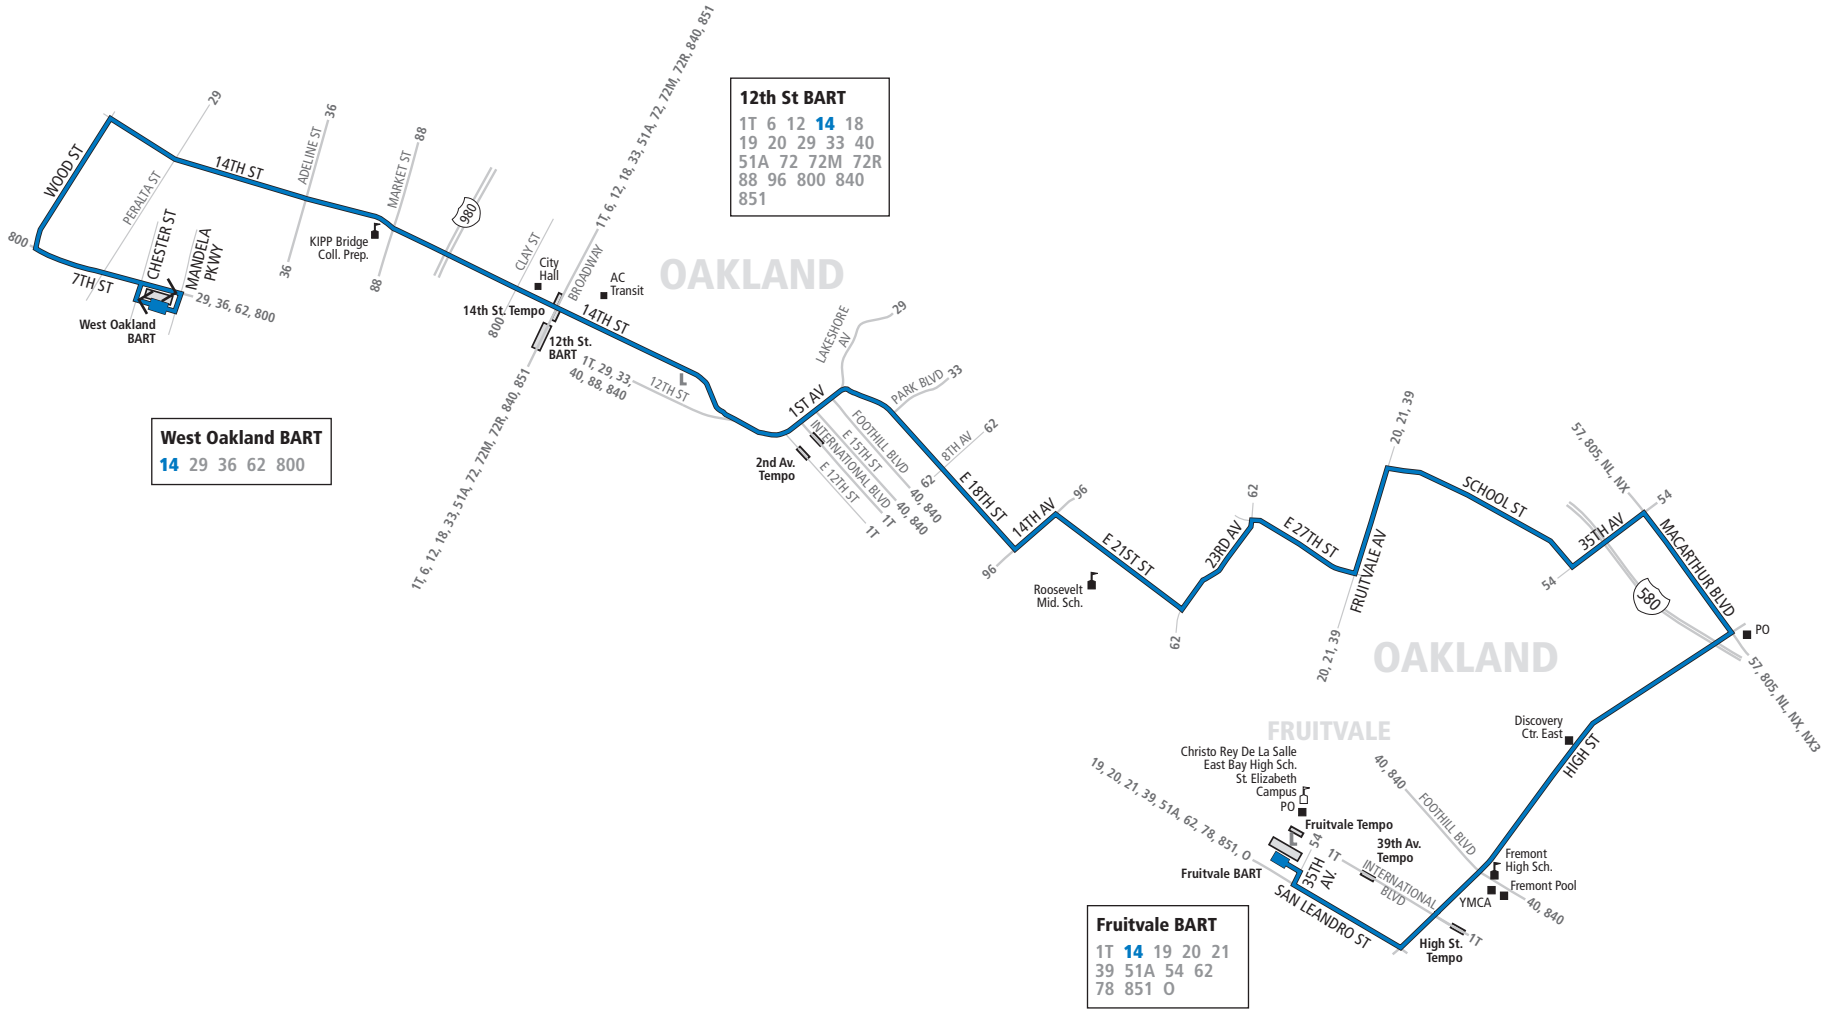 1T, 6, 12, 18, 33, 51A, 72, 72M, 72R, 840, 851
12th St BART
1T 6 12 14 18
19 20 29 33 40
51A 72 72M 72R
88 96 800 840
851
29
36
88
WOOD ST
14TH ST
ADELINE ST
MARKET ST
PERALTA ST
980
800
CHESTER ST
MANDELA
PKWY
KIPP Bridge
Coll. Prep.
36
88
7TH ST
29, 36, 62, 800
West Oakland
BART
CLAY ST
City
Hall
BROADWAY
AC
Transit
OAKLAND
14th St. Tempo
800
14TH ST
12th St.
BART
1T, 29, 33,
40, 88, 840
12TH ST
1T, 6, 12, 18, 33, 51A, 72, 72M, 72R, 840, 851
LAKESHORE
AV
29
1ST AV
PARK BLVD
33
FOOTHILL BLVD
E 15TH ST
INTERNATIONAL BLVD
E 12TH ST
2nd Av.
Tempo
8TH AV
62
62
40, 840
40, 840
1T
1T
E 18TH ST
West Oakland BART
14 29 36 62 800
14TH AV
96
96
E 21ST ST
Roosevelt
Mid. Sch.
62
23RD AV
62
E 27TH ST
20, 21, 39
FRUITVALE AV
20, 21, 39
SCHOOL ST
57, 805, NL, NX
54
35TH AV
54
MACARTHUR BLVD
580
PO
57, 805, NL, NX, NX3
OAKLAND
FRUITVALE
Discovery
Ctr. East
HIGH ST
Christo Rey De La Salle
East Bay High Sch.
St. Elizabeth
Campus
PO
19, 20, 21, 39, 51A, 62, 78, 851, O
Fruitvale Tempo
54
40, 840
FOOTHILL BLVD
39th Av.
Tempo
1T
INTERNATIONAL
BLVD
Fruitvale BART
35TH
AV.
SAN LEANDRO ST
Fremont
High Sch.
Fremont Pool
YMCA
40, 840
High St.
Tempo
1T
Fruitvale BART
1T 14 19 20 21
39 51A 54 62
78 851 O